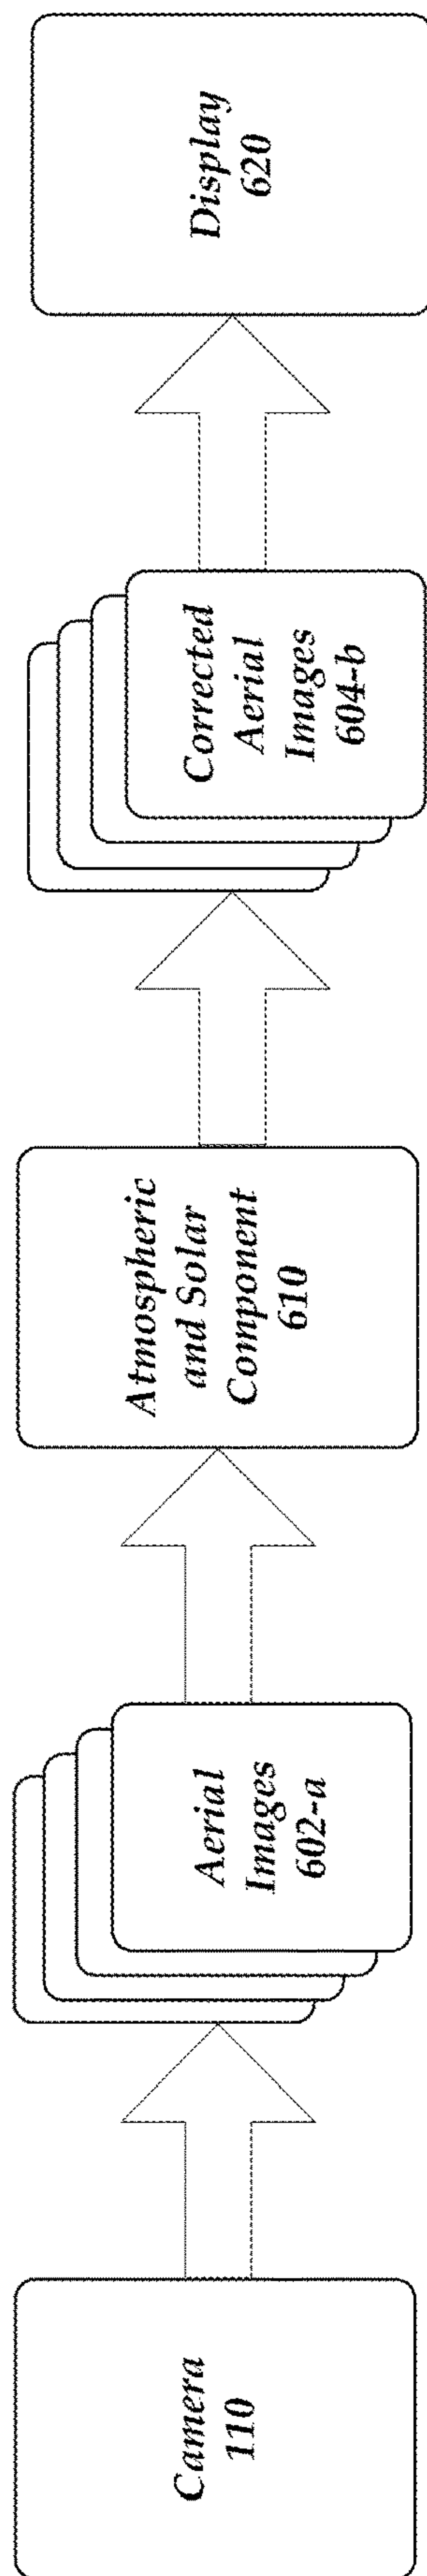 Camera
110
Aerial
Images
602-a
Atmospheric
and Solar
Component
610
Corrected
Aerial
Images
604-b
Display
620